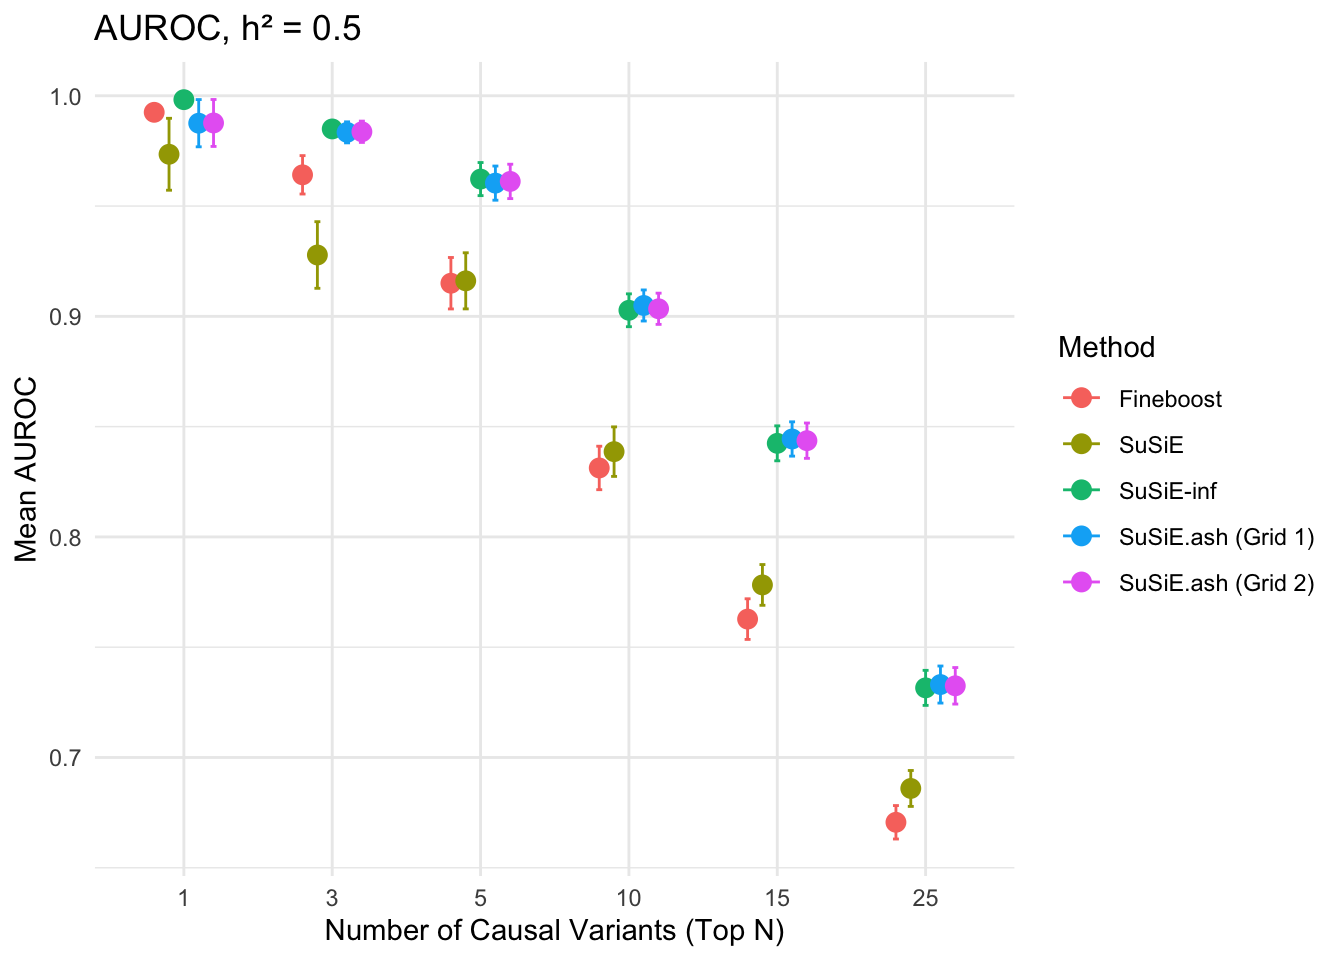 AUROC, h² = 0.5
Mean AUROC
1.0
0.9
0.8
0.7
1 3 5 10 15 25
Number of Causal Variants (Top N)
Method
Fineboost
SuSiE
SuSiE-inf
SuSiE.ash (Grid 1)
SuSiE.ash (Grid 2)